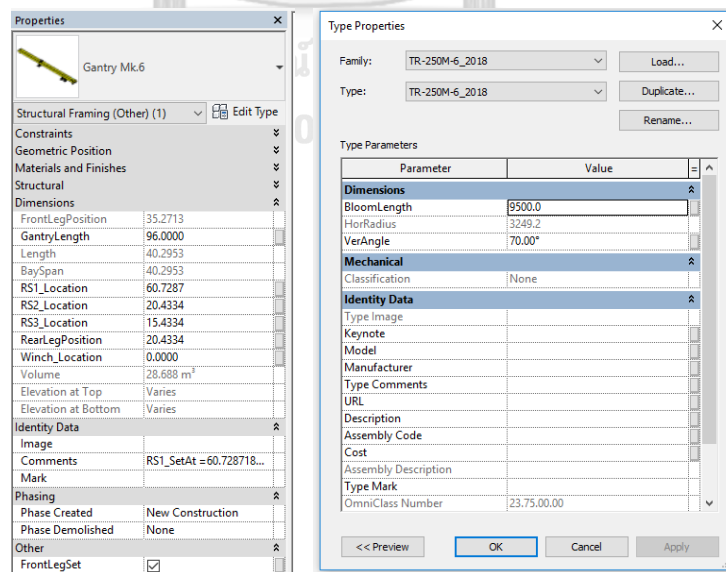 Properties
Gantry Mk.6
Structural Framing (Other) (1) Edit Type
Constraints
Geometric Position
Materials and Finishes
Structural
Dimensions
FrontLegPosition 35.2713
GantryLength 96.0000
Length 40.2953
BaySpan 40.2953
RS1_Location 60.7287
RS2_Location 20.4334
RS3_Location 15.4334
RearLegPosition 20.4334
Winch_Location 0.0000
Volume 28.688 m³
Elevation at Top Varies
Elevation at Bottom Varies
Identity Data
Image
Comments RS1_SetAt =60.728718...
Mark
Phasing
Phase Created New Construction
Phase Demolished None
Other
FrontLegSet
Type Properties
Family: TR-250M-6_2018 Load...
Type: TR-250M-6_2018 Duplicate...
Rename...
Type Parameters
Parameter Value =
Dimensions
BloomLength 9500.0
HorRadius 3249.2
VerAngle 70.00°
Mechanical
Classification None
Identity Data
Type Image
Keynote
Model
Manufacturer
Type Comments
URL
Description
Assembly Code
Cost
Assembly Description
Type Mark
OmniClass Number 23.75.00.00
<< Preview OK Cancel Apply